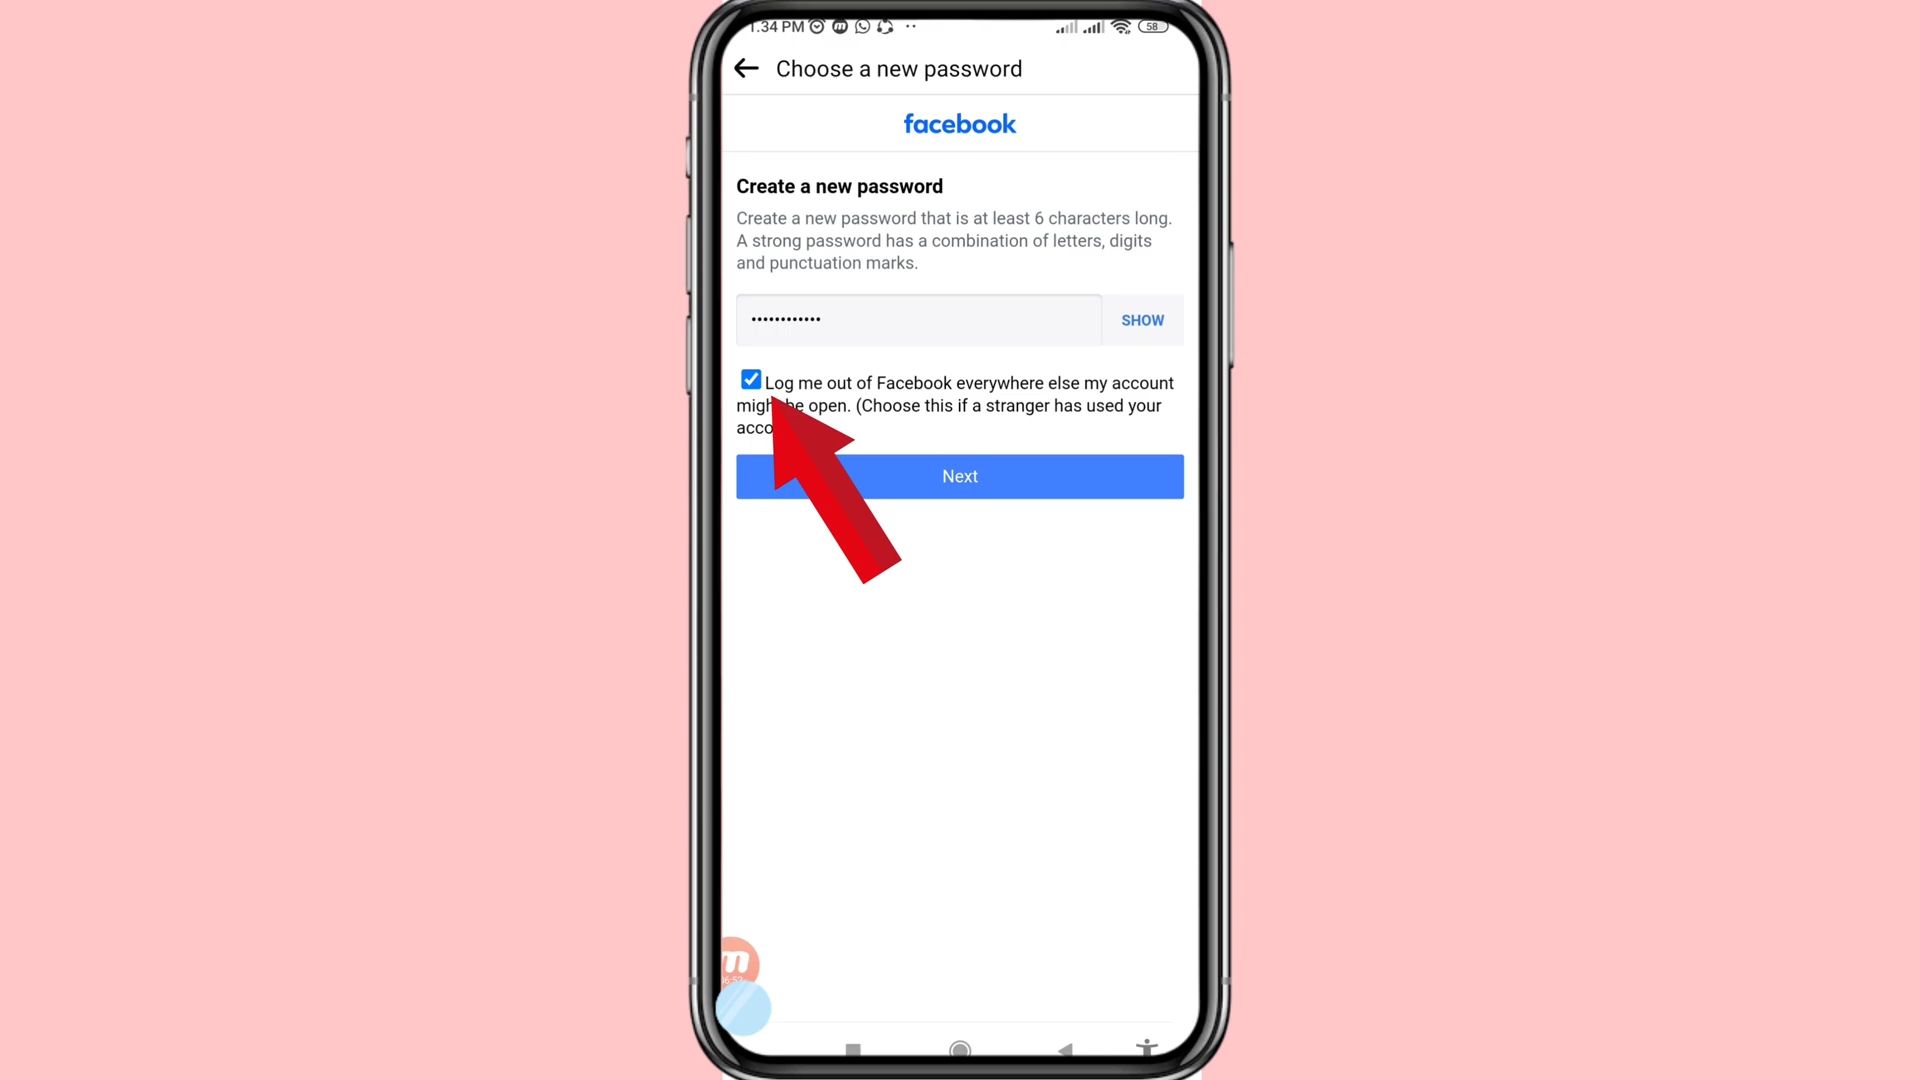 1:34 PM
58
Choose a new password
facebook
Create a new password
Create a new password that is at least 6 characters long.
A strong password has a combination of letters, digits
and punctuation marks.
••••••••••••
SHOW
Log me out of Facebook everywhere else my account
be open. (Choose this if a stranger has used your
Next